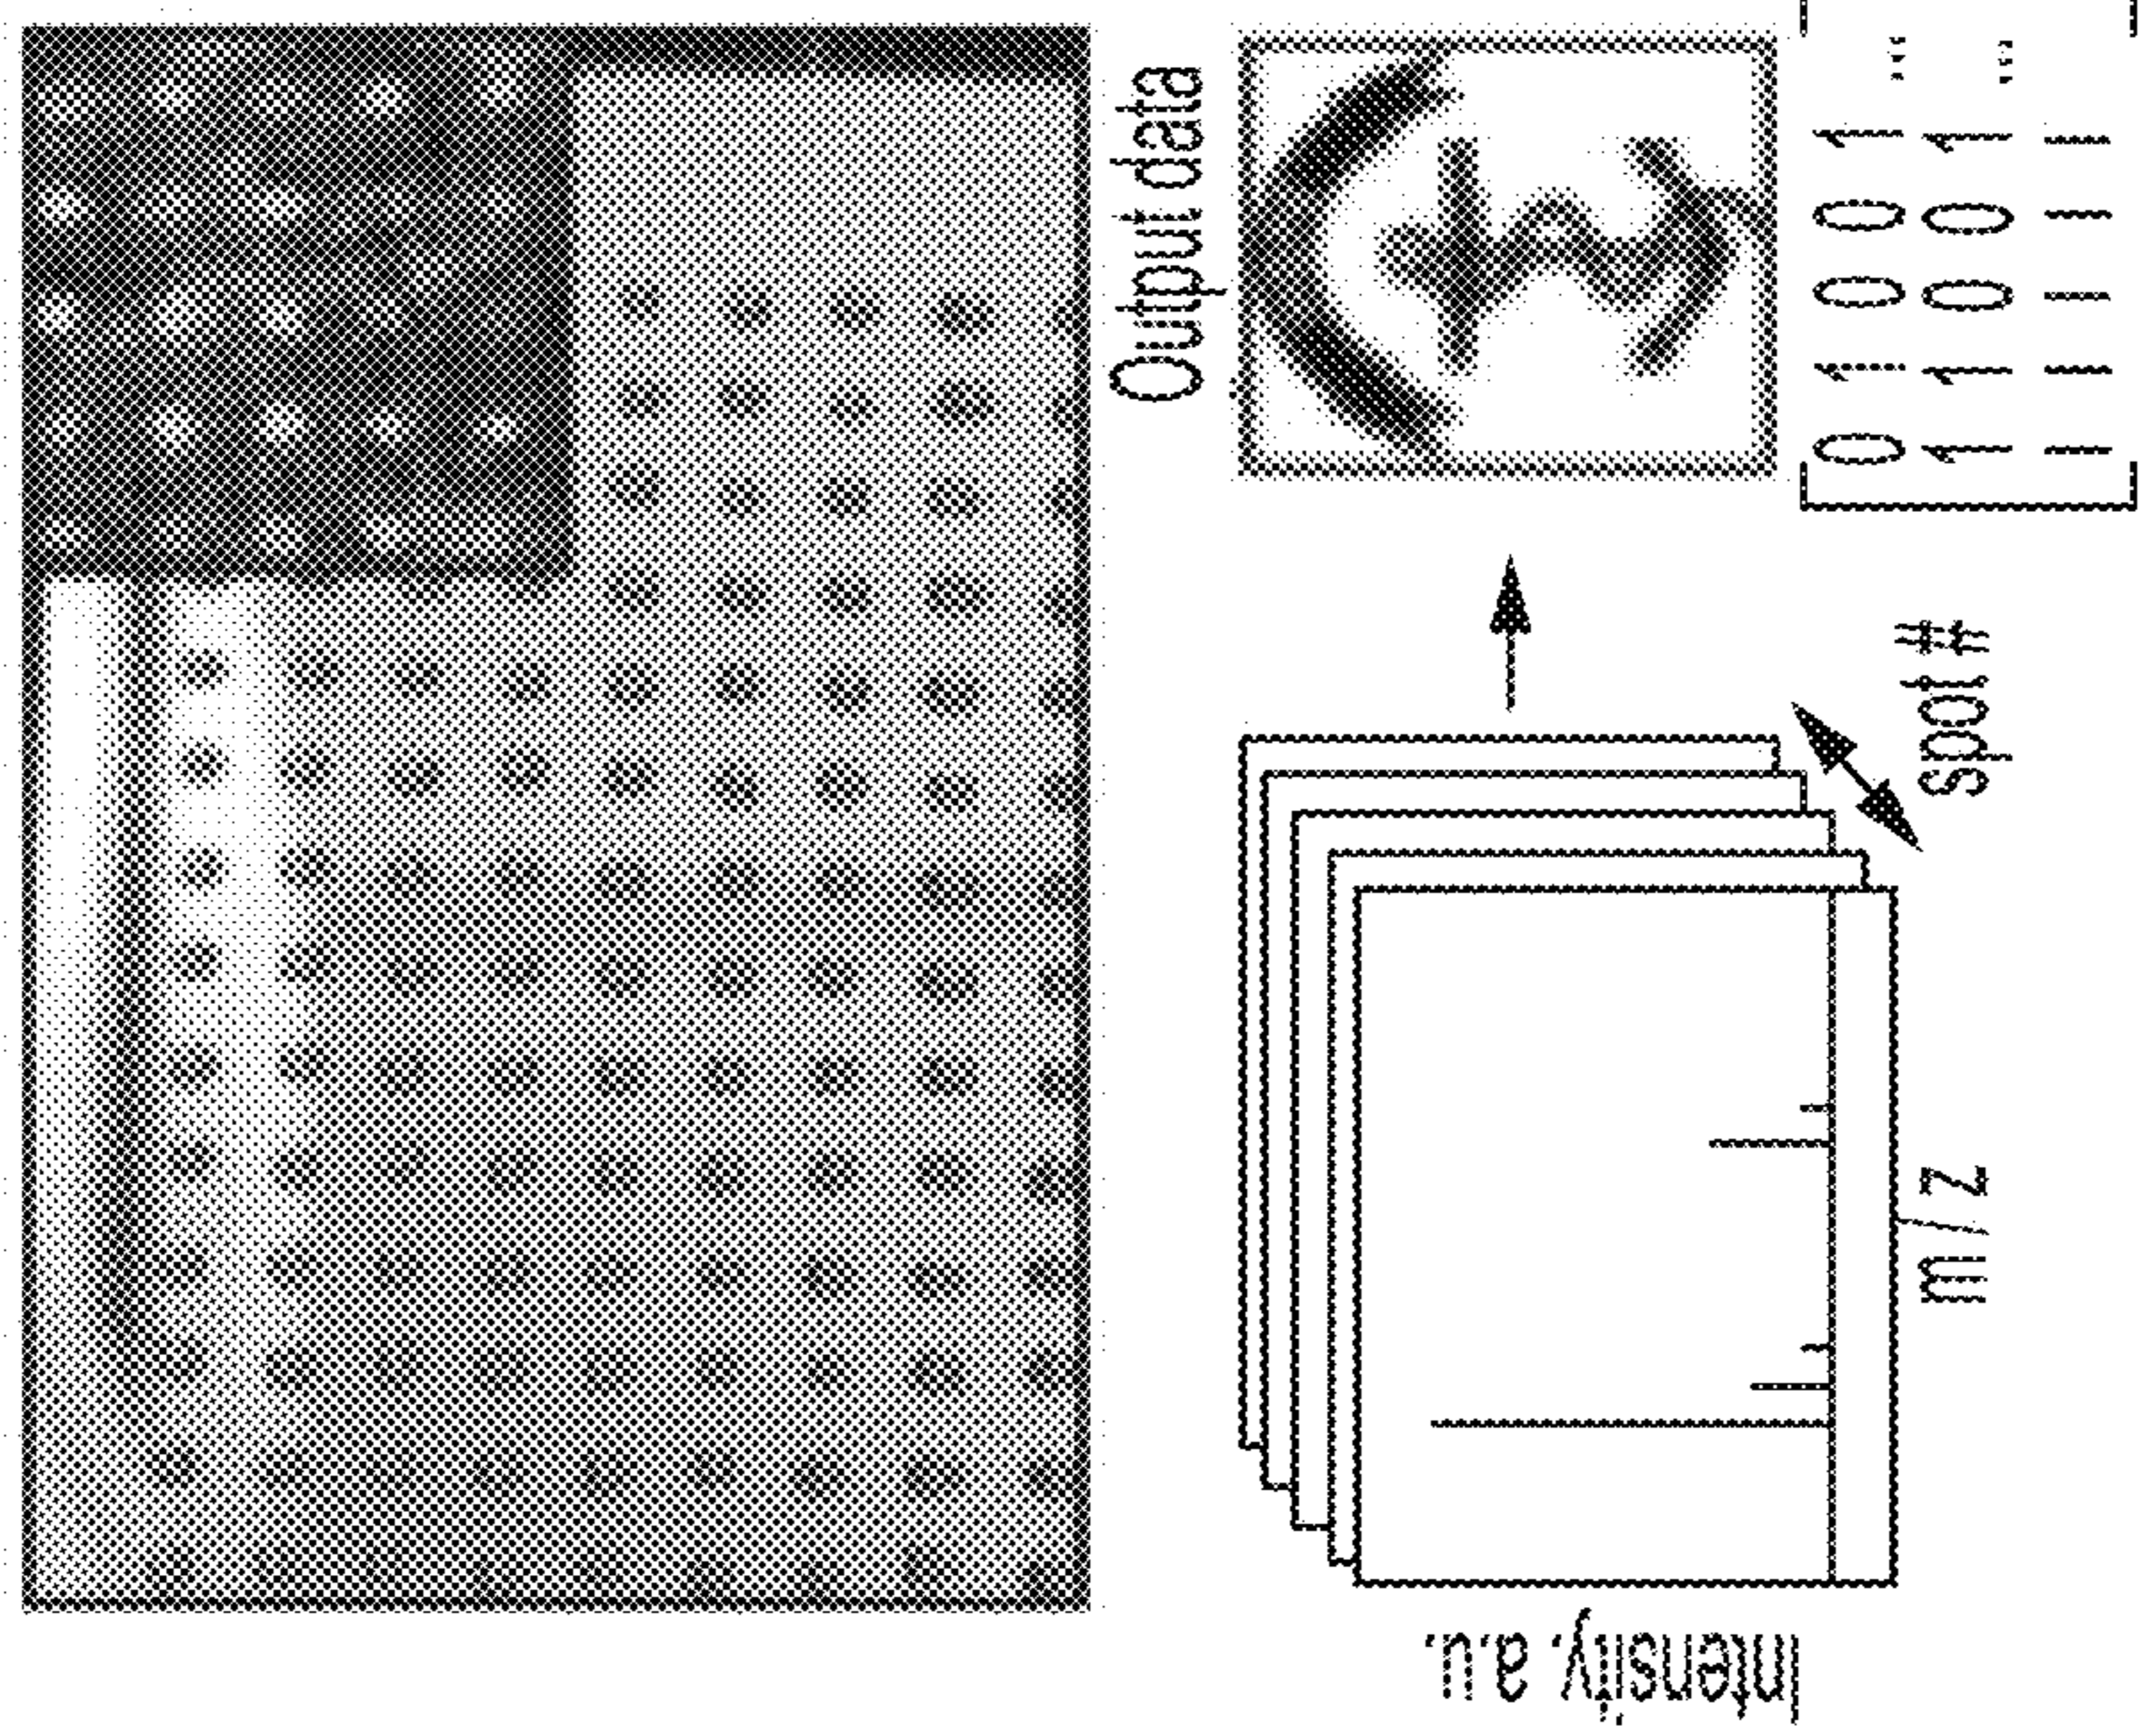 Output data
Intensity, a.u.
m / z
spot #
0 1 0 0 1 ...
1 1 0 0 1 ...
| | | | |